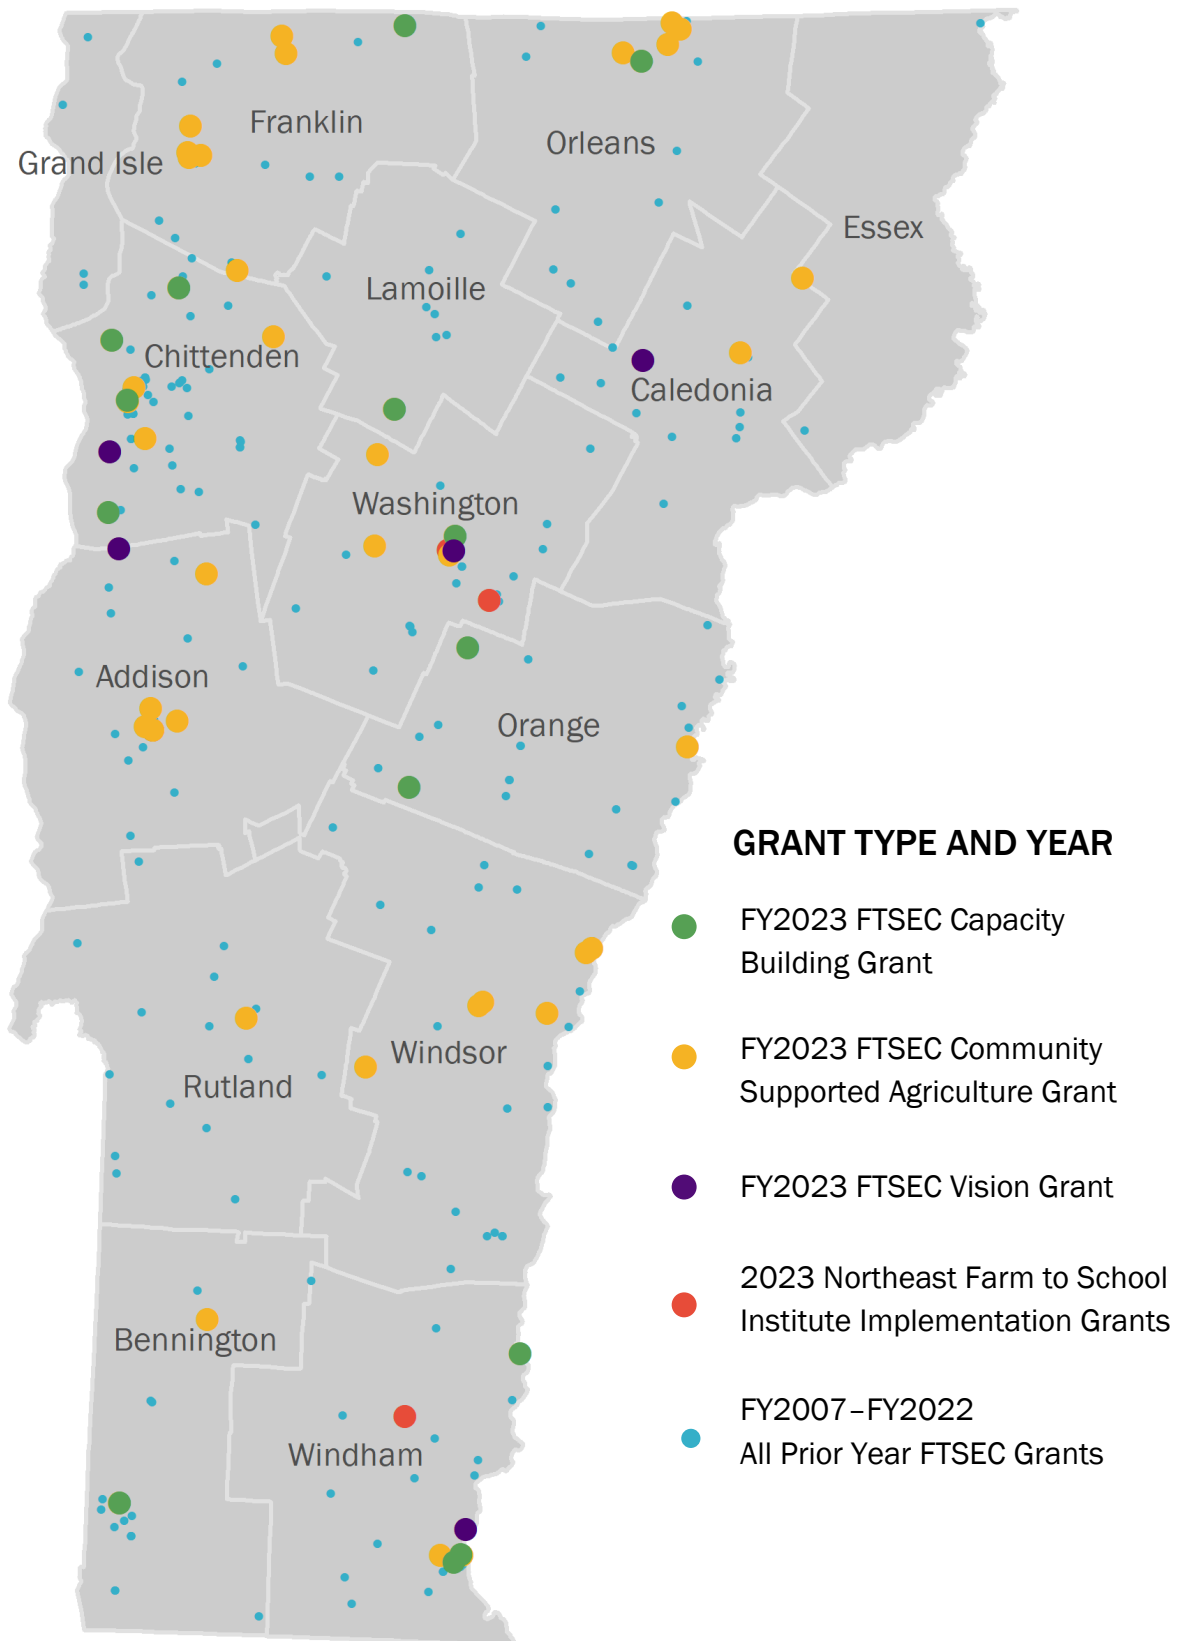 Franklin
Orleans
Grand Isle
Essex
Lamoille
Chittenden
Caledonia
Washington
Addison
Orange
GRANT TYPE AND YEAR
FY2023 FTSEC Capacity
Building Grant
FY2023 FTSEC Community
Supported Agriculture Grant
Windsor
Rutland
FY2023 FTSEC Vision Grant
2023 Northeast Farm to School
Institute Implementation Grants
Bennington
FY2007–FY2022
All Prior Year FTSEC Grants
Windham